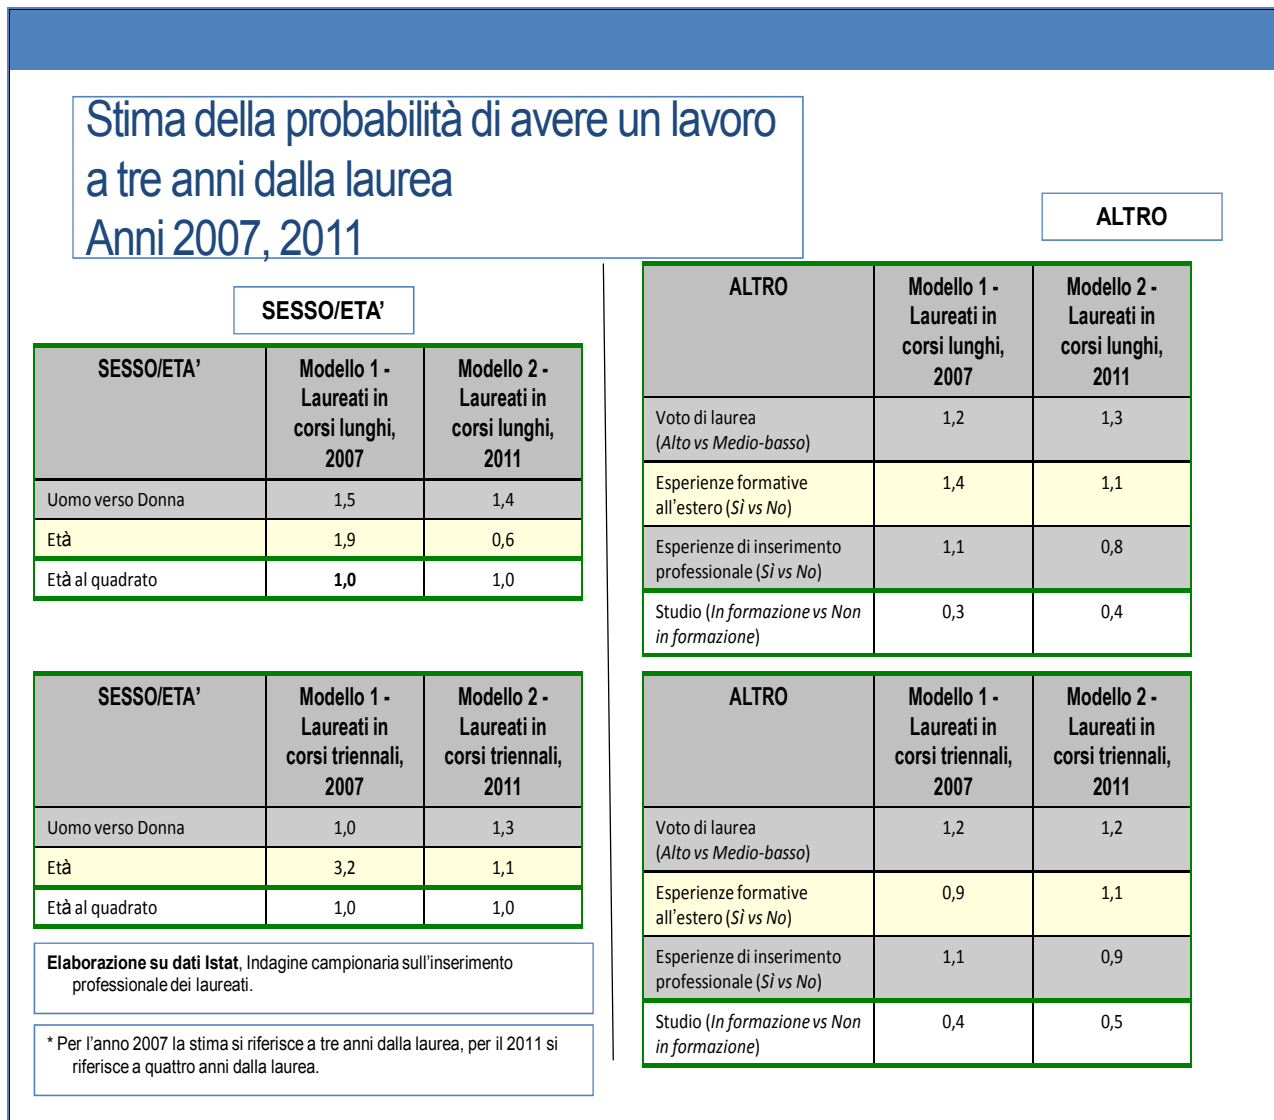 Stima della probabilità di avere un lavoro
a tre anni dalla laurea
Anni 2007, 2011
SESSO/ETA’
SESSO/ETA’ Modello 1 - Laureati in corsi lunghi, 2007 Modello 2 - Laureati in corsi lunghi, 2011
Uomo verso Donna 1,5 1,4
Età 1,9 0,6
Età al quadrato 1,0 1,0
SESSO/ETA’ Modello 1 - Laureati in corsi triennali, 2007 Modello 2 - Laureati in corsi triennali, 2011
Uomo verso Donna 1,0 1,3
Età 3,2 1,1
Età al quadrato 1,0 1,0
Elaborazione su dati Istat, Indagine campionaria sull’inserimento
professionale dei laureati.
* Per l’anno 2007 la stima si riferisce a tre anni dalla laurea, per il 2011 si
riferisce a quattro anni dalla laurea.
ALTRO
ALTRO Modello 1 - Laureati in corsi lunghi, 2007 Modello 2 - Laureati in corsi lunghi, 2011
Voto di laurea (Alto vs Medio-basso) 1,2 1,3
Esperienze formative all’estero (Sì vs No) 1,4 1,1
Esperienze di inserimento professionale (Sì vs No) 1,1 0,8
Studio (In formazione vs Non in formazione) 0,3 0,4
ALTRO Modello 1 - Laureati in corsi triennali, 2007 Modello 2 - Laureati in corsi triennali, 2011
Voto di laurea (Alto vs Medio-basso) 1,2 1,2
Esperienze formative all’estero (Sì vs No) 0,9 1,1
Esperienze di inserimento professionale (Sì vs No) 1,1 0,9
Studio (In formazione vs Non in formazione) 0,4 0,5